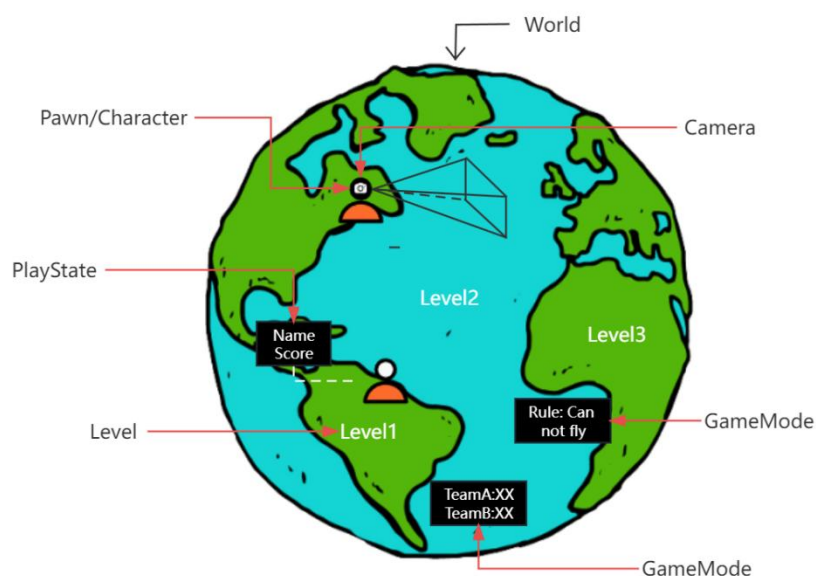 World
Pawn/Character
Camera
PlayState
Level2
Name
Score
Level3
Rule: Can
not fly
GameMode
Level
Level1
TeamA:XX
TeamB:XX
GameMode